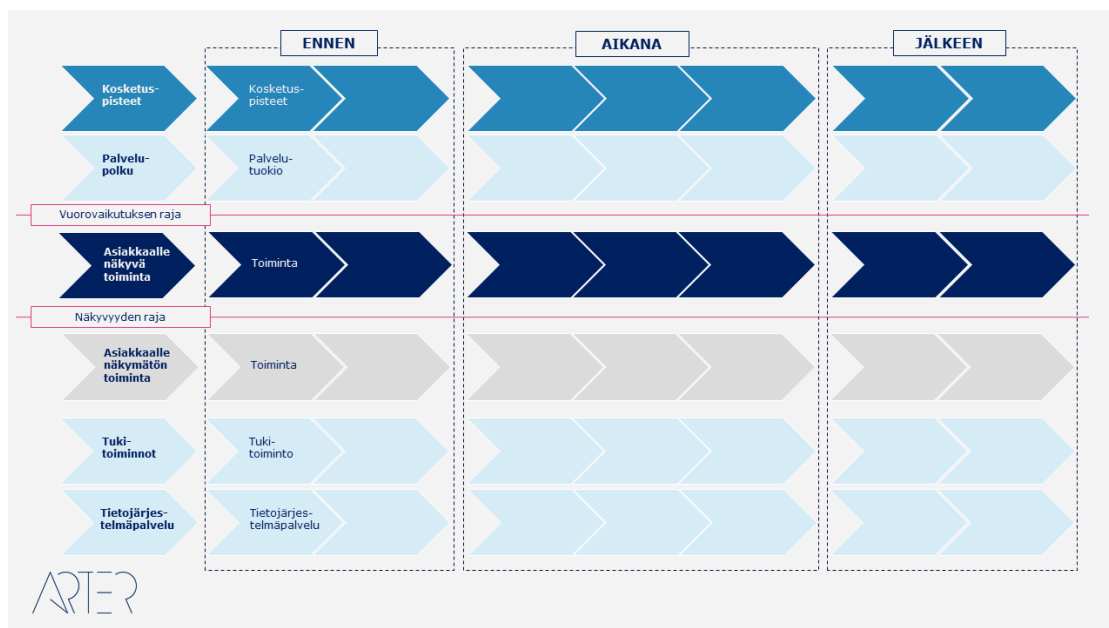 ENNEN
AIKANA
JÄLKEEN
Kosketus-
pisteet
Kosketus-
pisteet
Palvelu-
polku
Palvelu-
tuokio
Vuorovaikutuksen raja
Asiakkaalle
näkyvä
toiminta
Toiminta
Näkyvyyden raja
Asiakkaalle
näkymätön
toiminta
Toiminta
Tuki-
toiminnot
Tuki-
toiminto
Tietojärjes-
telmäpalvelu
Tietojärjes-
telmäpalvelu
ARTER